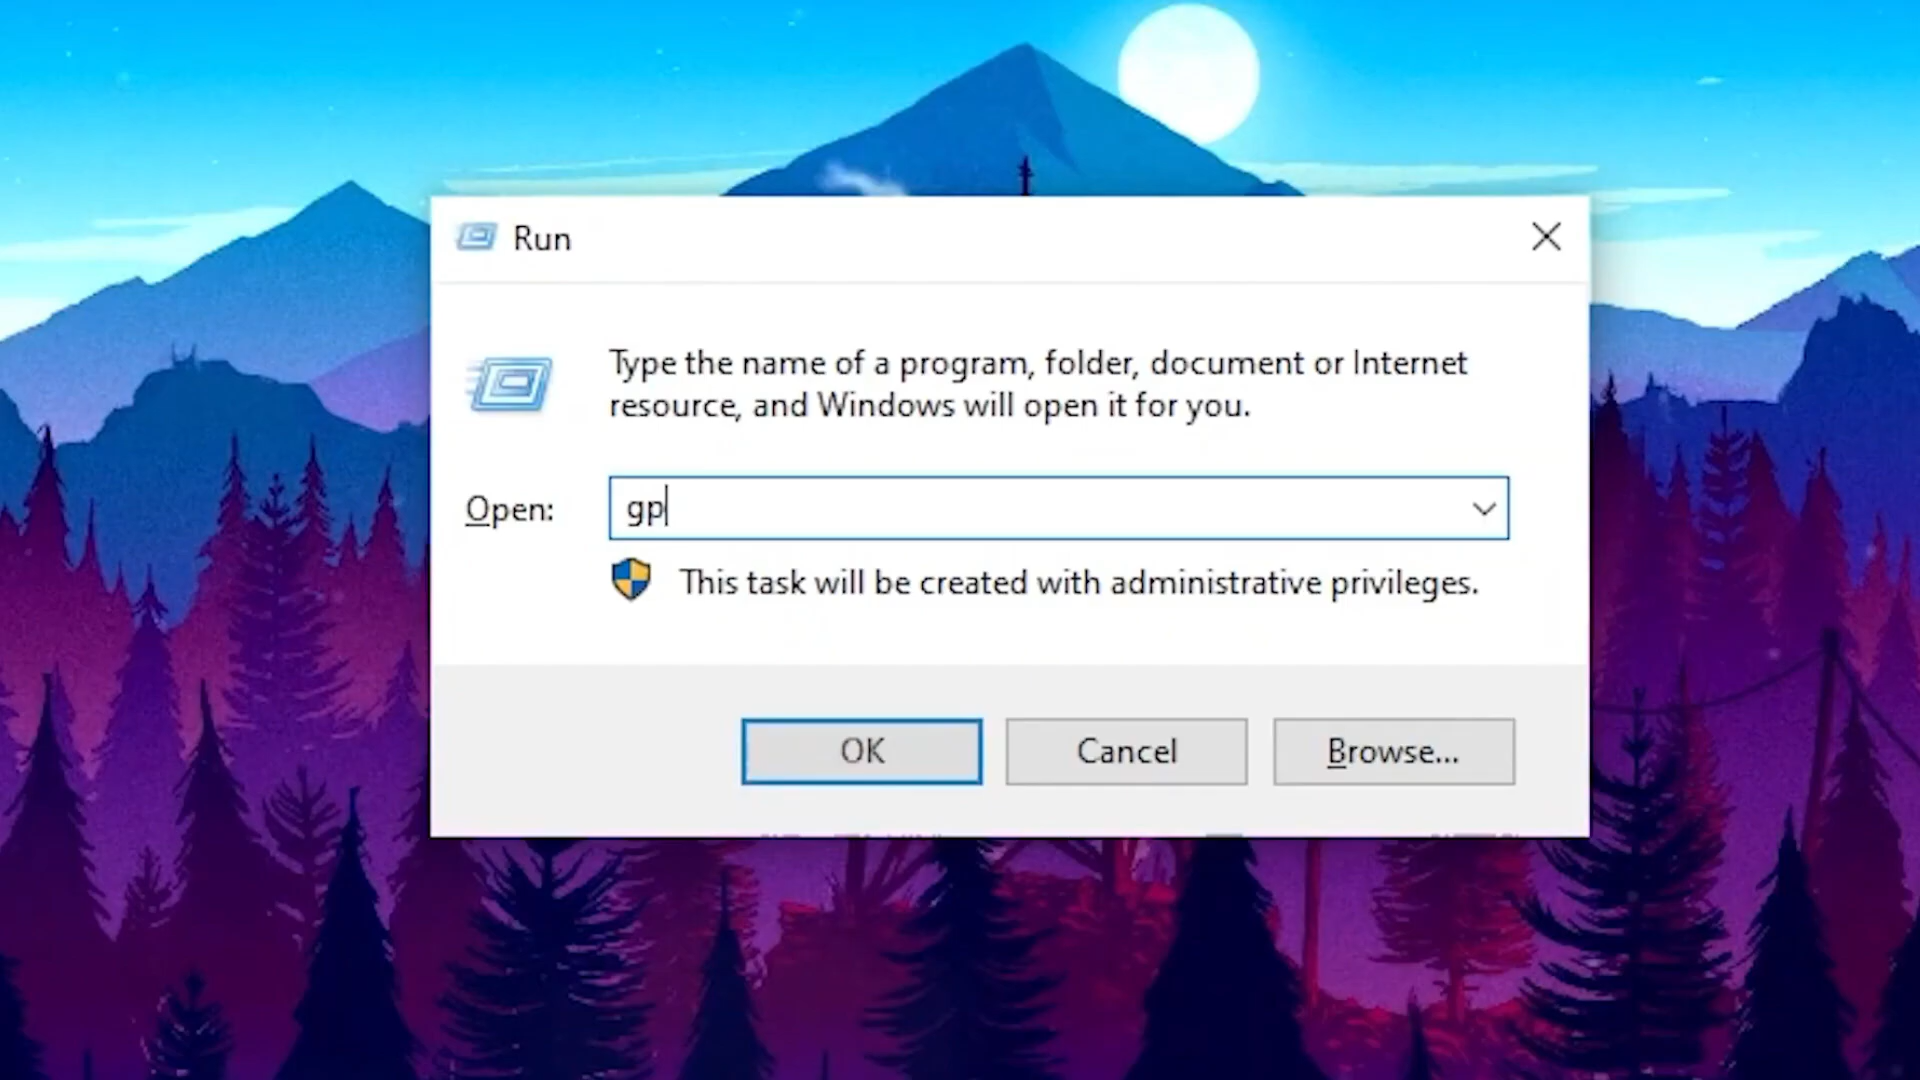 Run
Type the name of a program, folder, document or Internet
resource, and Windows will open it for you.
Open: gp
This task will be created with administrative privileges.
OK Cancel Browse...